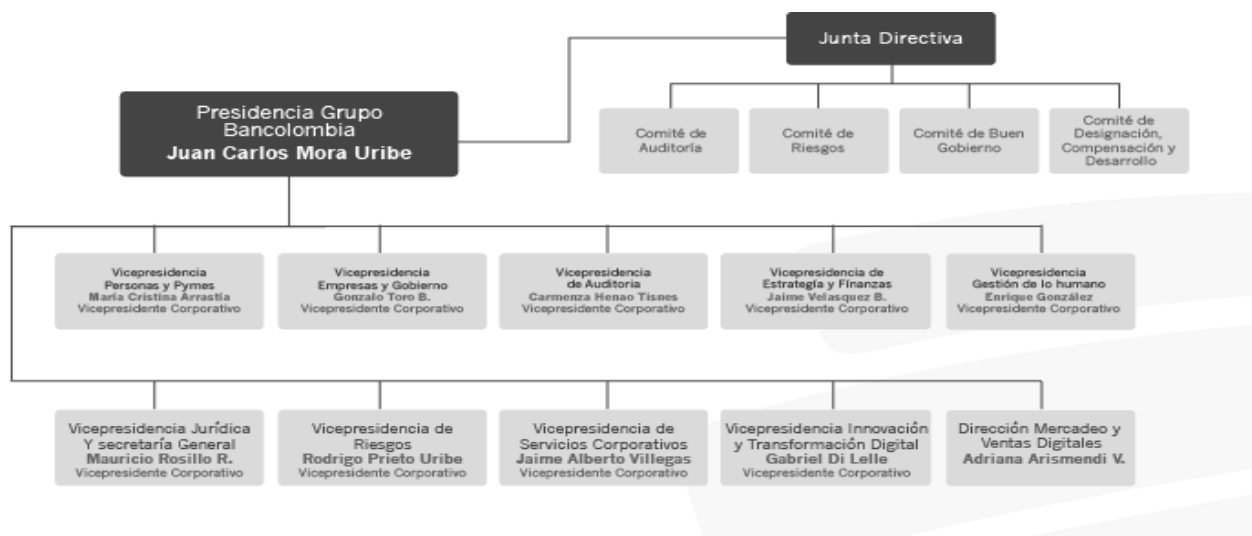 Junta Directiva
Presidencia Grupo
Bancolombia
Juan Carlos Mora Uribe
Comité de
Auditoría
Comité de
Riesgos
Comité de Buen
Gobierno
Comité de
Designación,
Compensación y
Desarrollo
Vicepresidencia
Personas y Pymes
María Cristina Arrastía
Vicepresidente Corporativo
Vicepresidencia
Empresas y Gobierno
Gonzalo Toro B.
Vicepresidente Corporativo
Vicepresidencia
de Auditoria
Carmenza Henao Tisnes
Vicepresidente Corporativo
Vicepresidencia de
Estrategía y Finanzas
Jaime Velasquez B.
Vicepresidente Corporativo
Vicepresidencia
Gestión de lo humano
Enrique González
Vicepresidente Corporativo
Vicepresidencia Jurídica
Y secretaría General
Mauricio Rosillo R.
Vicepresidente Corporativo
Vicepresidencia de
Riesgos
Rodrigo Prieto Uribe
Vicepresidente Corporativo
Vicepresidencia de
Servicios Corporativos
Jaime Alberto Villegas
Vicepresidente Corporativo
Vicepresidencia Innovación
y Transformación Digital
Gabriel Di Lelle
Vicepresidente Corporativo
Dirección Mercadeo y
Ventas Digitales
Adriana Arismendi V.